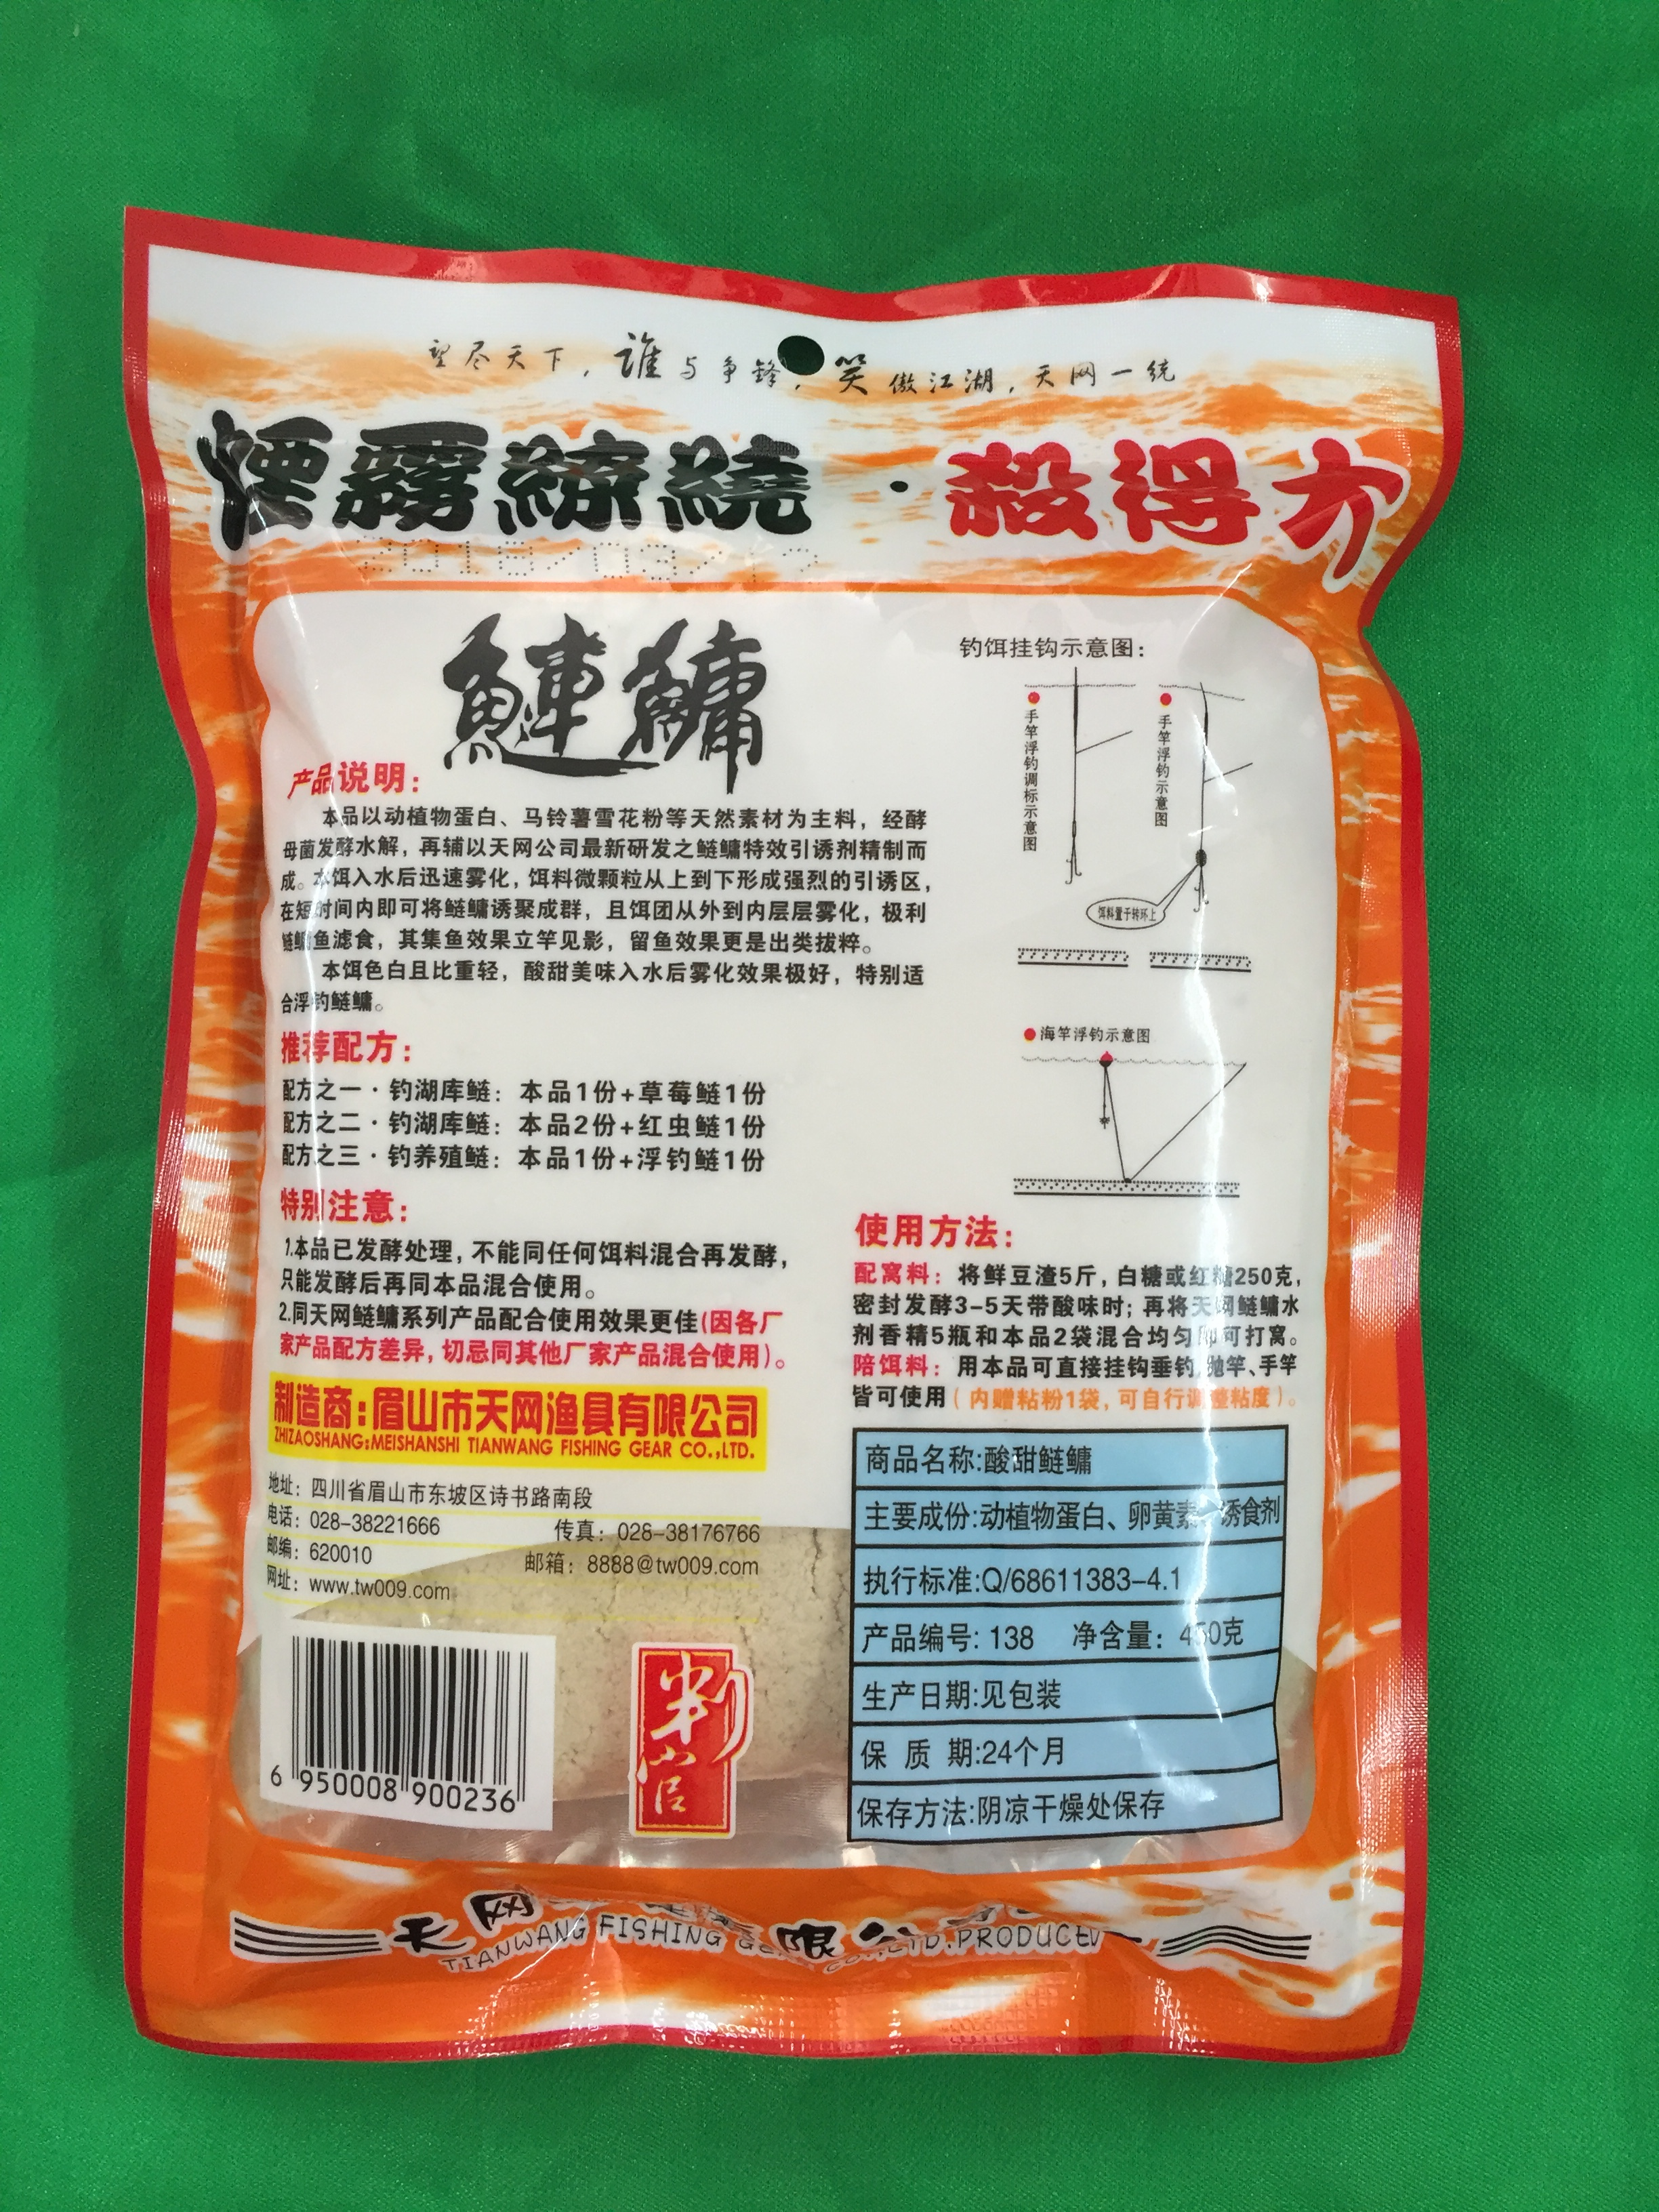 望尽天下，谁与争锋，笑傲江湖，天网一统
煙霧繚繞·殺得方
鰱鳙
产品说明：
本品以动植物蛋白、马铃薯雪花粉等天然素材为主料，经酵
母菌发酵水解，再辅以天网公司最新研发之鲢鳙特效引诱剂精制而
成。本饵入水后迅速雾化，饵料微颗粒从上到下形成强烈的引诱区，
在短时间内即可将鲢鳙诱聚成群，且饵团从外到内层层雾化，极利
鲢鳙鱼滤食，其集鱼效果立竿见影，留鱼效果更是出类拔粹。
本饵色白且比重轻，酸甜美味入水后雾化效果极好，特别适
合浮钓鲢鳙。
推荐配方：
配方之一·钓湖库鲢：本品1份+草莓鲢1份
配方之二·钓湖库鲢：本品2份+红虫鲢1份
配方之三·钓养殖鲢：本品1份+浮钓鲢1份
特别注意：
1.本品已发酵处理，不能同任何饵料混合再发酵，
只能发酵后再同本品混合使用。
2.同天网鲢鳙系列产品配合使用效果更佳(因各厂
家产品配方差异，切忌同其他厂家产品混合使用)。
制造商：眉山市天网渔具有限公司
ZHIZAOSHANG:MEISHANSHI TIANWANG FISHING GEAR CO.,LTD.
地址：四川省眉山市东坡区诗书路南段
电话：028-38221666 传真：028-38176766
邮编：620010 邮箱：8888@tw009.com
网址：www.tw009.com
6 950008 900236
判官
钓饵挂钩示意图：
手竿浮钓调标示意图
手竿浮钓示意图
饵料置于转环上
海竿浮钓示意图
使用方法：
配窝料：将鲜豆渣5斤，白糖或红糖250克，
密封发酵3-5天带酸味时；再将天网鲢鳙水
剂香精5瓶和本品2袋混合均匀即可打窝。
陪饵料：用本品可直接挂钩垂钓,抛竿、手竿
皆可使用(内赠粘粉1袋，可自行调整粘度)。
商品名称:酸甜鲢鳙
主要成份:动植物蛋白、卵黄素、诱食剂
执行标准:Q/68611383-4.1
产品编号: 138 净含量：450克
生产日期:见包装
保 质 期:24个月
保存方法:阴凉干燥处保存
天网 限公
TIANWANG FISHING LTD.PRODUCED